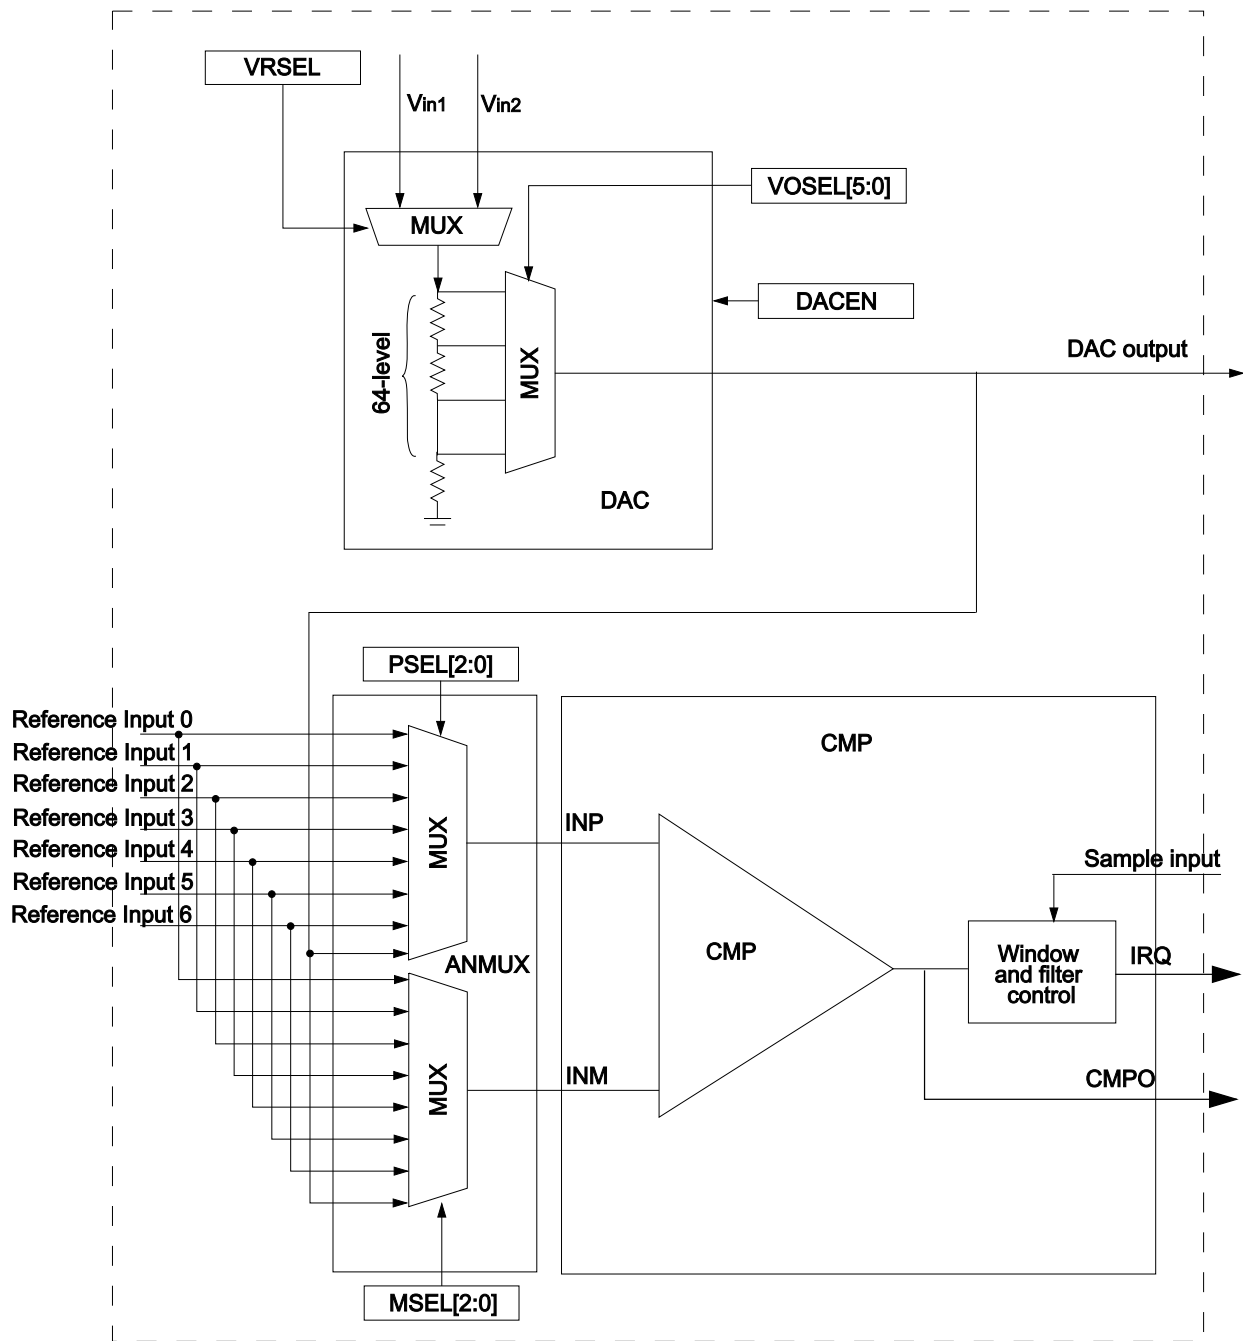 VRSEL
Vin1
Vin2
VOSEL[5:0]
MUX
DACEN
64-level
MUX
DAC output
DAC
PSEL[2:0]
Reference Input 0
Reference Input 1
Reference Input 2
Reference Input 3
Reference Input 4
Reference Input 5
Reference Input 6
MUX
ANMUX
MUX
MSEL[2:0]
CMP
INP
INM
CMP
Sample input
Window
and filter
control
IRQ
CMPO